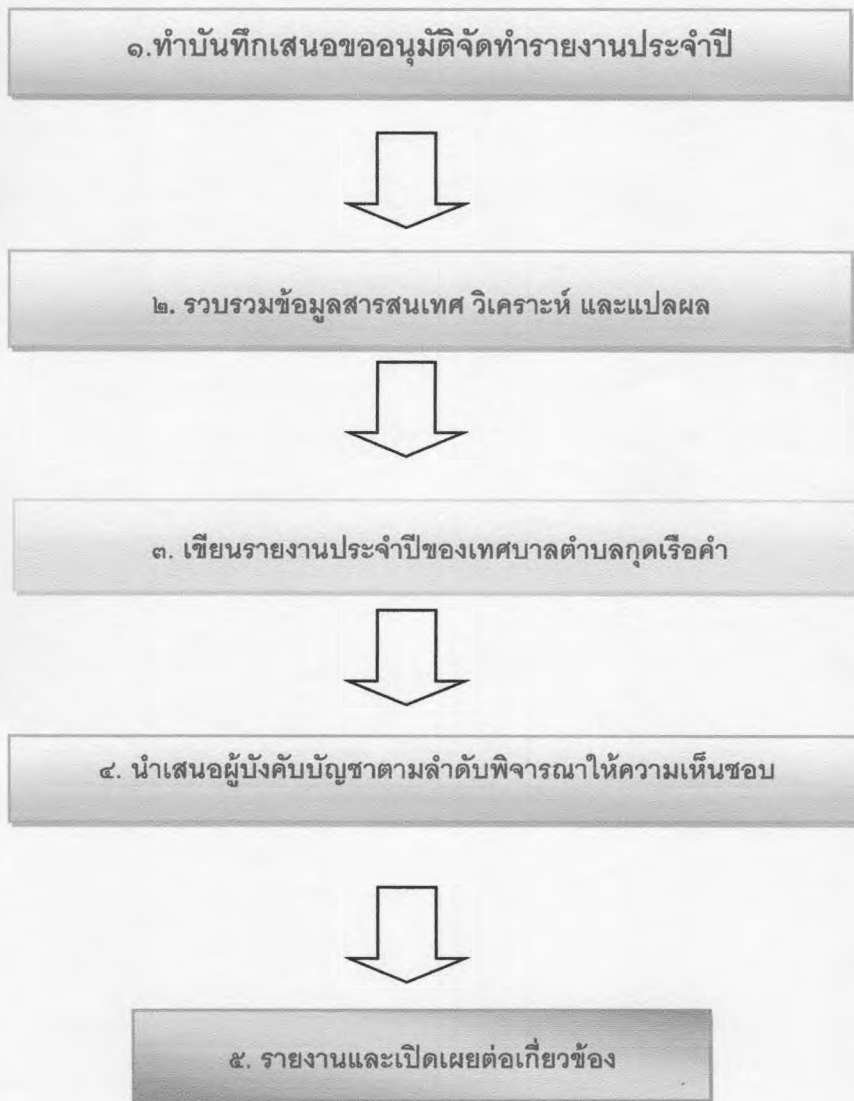 ๑.ทำบันทึกเสนอขออนุมัติจัดทำรายงานประจำปี
๒. รวบรวมข้อมูลสารสนเทศ วิเคราะห์ และแปลผล
๓. เขียนรายงานประจำปีของเทศบาลตำบลกุดเรือคำ
๔. นำเสนอผู้บังคับบัญชาตามลำดับพิจารณาให้ความเห็นชอบ
๕. รายงานและเปิดเผยต่อเกี่ยวข้อง